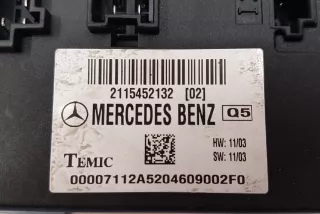 2115452132 [02]
MERCEDES BENZ Q5
HW: 11/03
SW: 11/03
TEMIC
00007112A5204609002F0